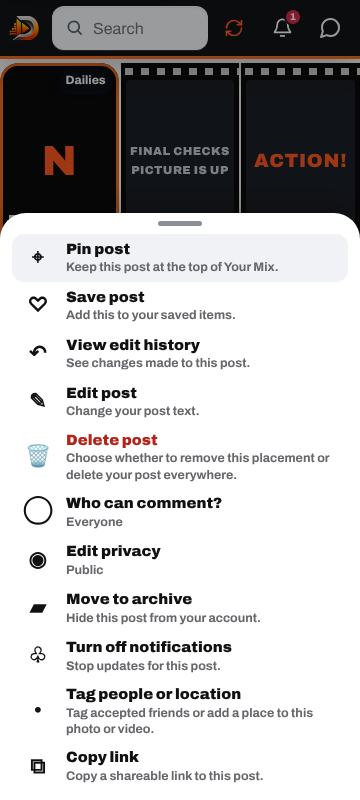 Search
1
Dailies
N
FINAL CHECKS
PICTURE IS UP
ACTION!
Pin post
Keep this post at the top of Your Mix.
Save post
Add this to your saved items.
View edit history
See changes made to this post.
Edit post
Change your post text.
Delete post
Choose whether to remove this placement or
delete your post everywhere.
Who can comment?
Everyone
Edit privacy
Public
Move to archive
Hide this post from your account.
Turn off notifications
Stop updates for this post.
Tag people or location
Tag accepted friends or add a place to this
photo or video.
Copy link
Copy a shareable link to this post.